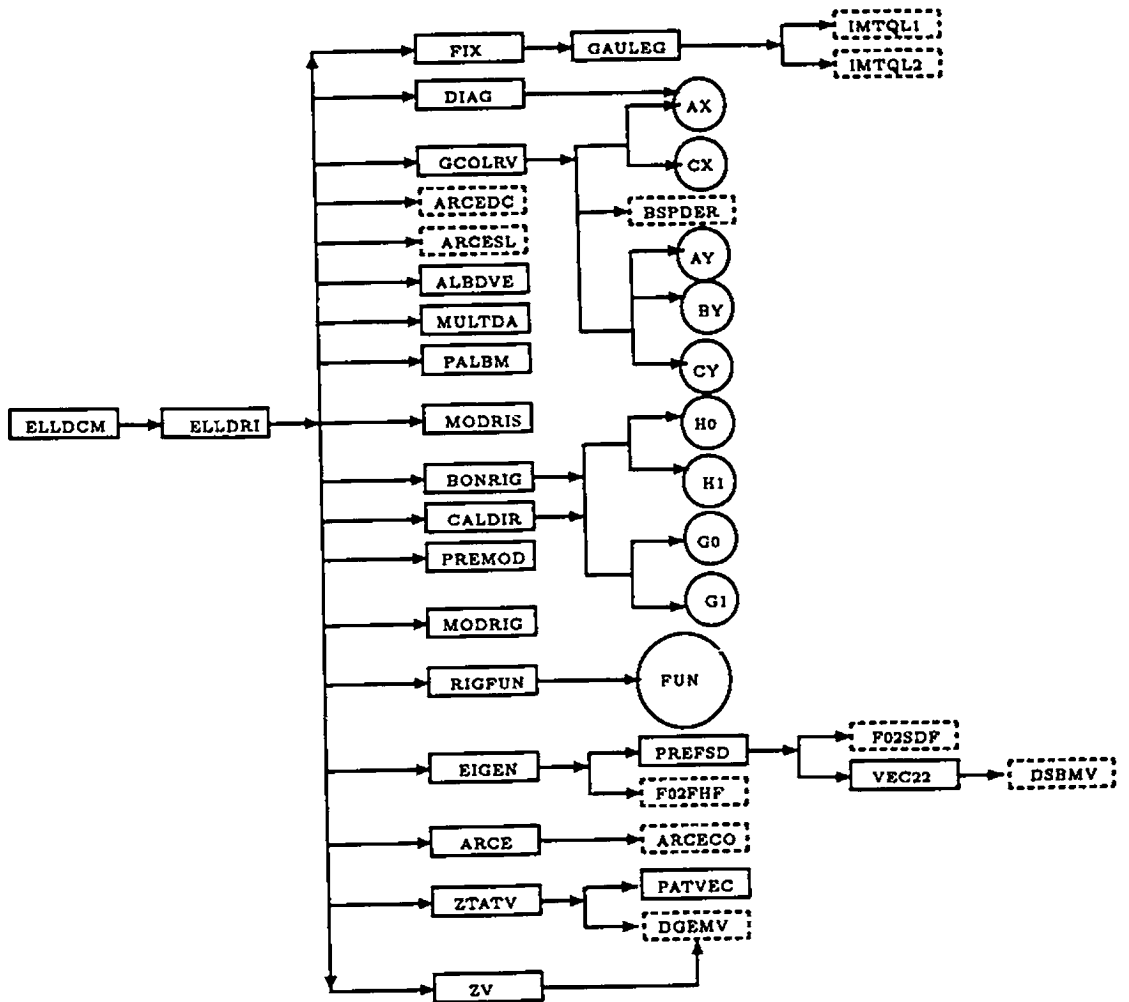 IMTQL1
FIX
GAULEG
IMTQL2
DIAG
AX
GCOLRV
CX
ARCEDC
BSPDER
ARCESL
AY
ALBDVE
BY
MULTDA
PALBM
CY
ELLDCM
ELLDRI
MODRIS
H0
BONRIG
H1
CALDIR
G0
PREMOD
G1
MODRIG
RIGFUN
FUN
F02SDF
PREFSD
EIGEN
VEC22
DSBMV
F02FHF
ARCE
ARCECO
PATVEC
ZTATV
DGEMV
ZV